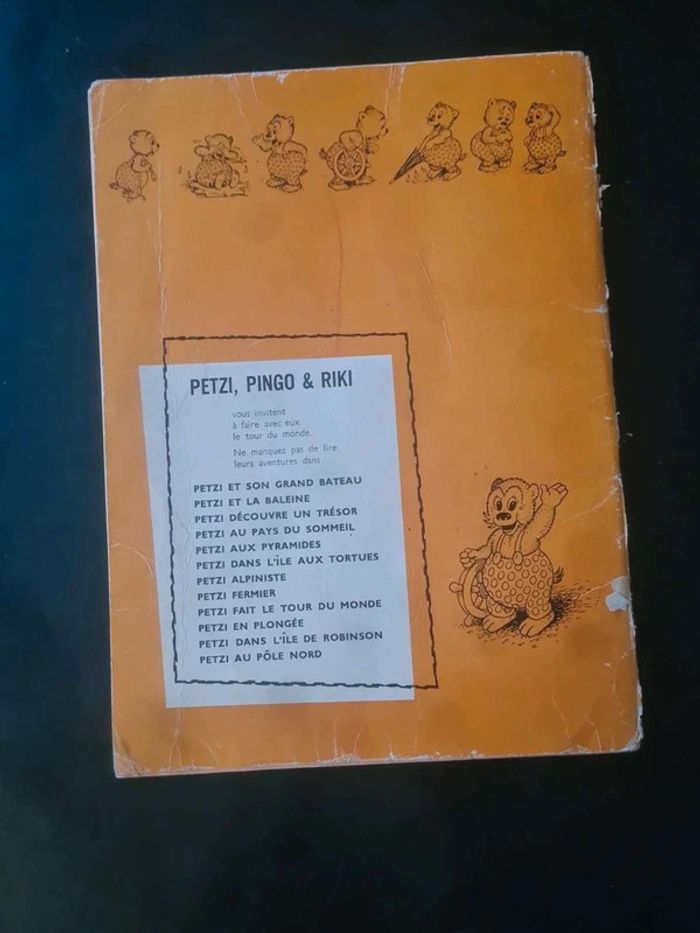 PETZI, PINGO & RIKI
vous invitent
à faire avec eux
le tour du monde.
Ne manquez pas de lire
leurs aventures dans
PETZI ET SON GRAND BATEAU
PETZI ET LA BALEINE
PETZI DÉCOUVRE UN TRÉSOR
PETZI AU PAYS DU SOMMEIL
PETZI AUX PYRAMIDES
PETZI DANS L'ÎLE AUX TORTUES
PETZI ALPINISTE
PETZI FERMIER
PETZI FAIT LE TOUR DU MONDE
PETZI EN PLONGÉE
PETZI DANS L'ÎLE DE ROBINSON
PETZI AU PÔLE NORD